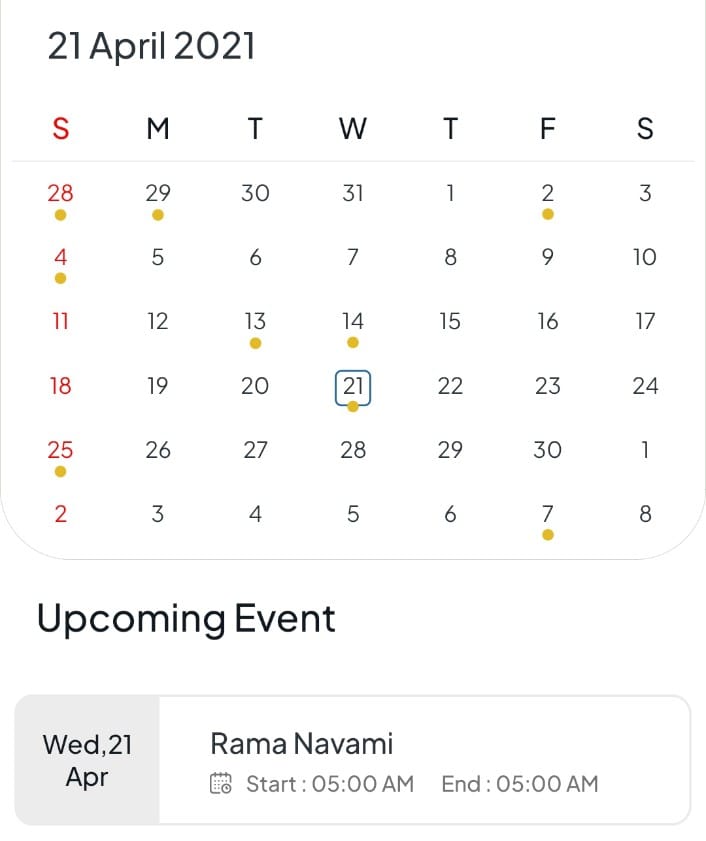 21 April 2021
S M T W T F S
28 29 30 31 1 2 3
4 5 6 7 8 9 10
11 12 13 14 15 16 17
18 19 20 21 22 23 24
25 26 27 28 29 30 1
2 3 4 5 6 7 8
Upcoming Event
Wed,21
Apr
Rama Navami
Start : 05:00 AM End : 05:00 AM